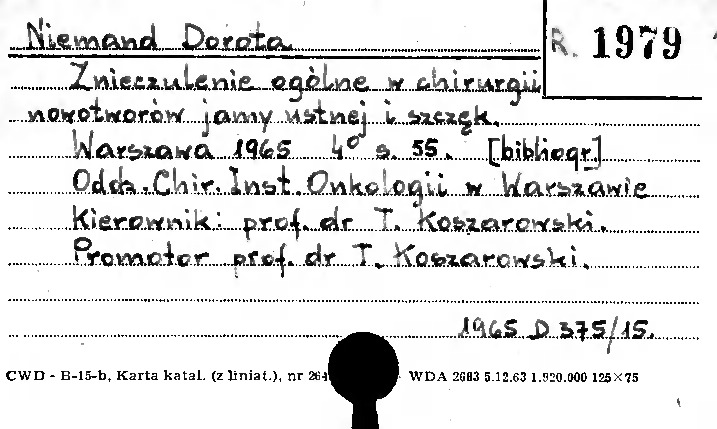 Niemand Dorota
R. 1979
Znieczulenie ogólne w chirurgii
nowotworów jamy ustnej i szczęk.
Warszawa 1965 4° s. 55. [bibliogr.]
Oddz. Chir. Inst. Onkologii w Warszawie
Kierownik: prof. dr T. Koszarowski.
Promotor prof. dr T. Koszarowski.
1965 D 375/15.
CWD - B-15-b, Karta katal. (z liniat.), nr WDA 2683 5.12.63 1.920.000 125×75